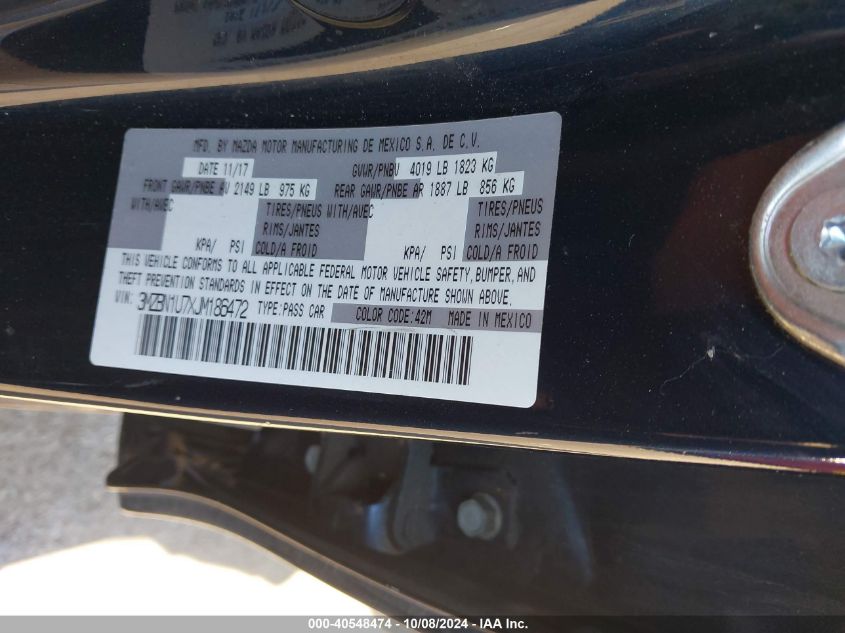 MFD. BY MAZDA MOTOR MANUFACTURING DE MEXICO S.A. DE C.V.
DATE 11/17 GVWR/PNBV 4019 LB 1823 KG
FRONT GAWR/PNBE AV 2149 LB 975 KG REAR GAWR/PNBE AR 1887 LB 856 KG
WITH/AVEC TIRES/PNEUS WITH/AVEC TIRES/PNEUS
RIMS/JANTES RIMS/JANTES
KPA/ PSI COLD/A FROID KPA/ PSI COLD/A FROID
THIS VEHICLE CONFORMS TO ALL APPLICABLE FEDERAL MOTOR VEHICLE SAFETY, BUMPER, AND
THEFT PREVENTION STANDARDS IN EFFECT ON THE DATE OF MANUFACTURE SHOWN ABOVE.
VIN: 3MZBN1U7XJM186472 TYPE:PASS CAR COLOR CODE:42M MADE IN MEXICO
000-40548474 - 10/08/2024 - IAA Inc.